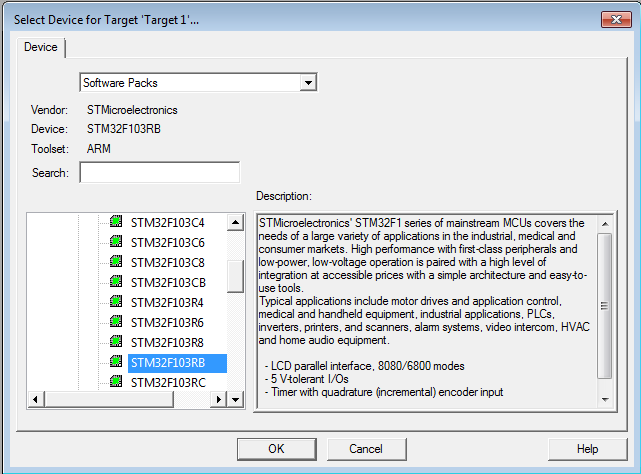 Select Device for Target 'Target 1'...
Device
Software Packs
Vendor: STMicroelectronics
Device: STM32F103RB
Toolset: ARM
Search:
Description:
STM32F103C4
STM32F103C6
STM32F103C8
STM32F103CB
STM32F103R4
STM32F103R6
STM32F103R8
STM32F103RB
STM32F103RC
STMicroelectronics' STM32F1 series of mainstream MCUs covers the
needs of a large variety of applications in the industrial, medical and
consumer markets. High performance with first-class peripherals and
low-power, low-voltage operation is paired with a high level of
integration at accessible prices with a simple architecture and easy-to-
use tools.
Typical applications include motor drives and application control,
medical and handheld equipment, industrial applications, PLCs,
inverters, printers, and scanners, alarm systems, video intercom, HVAC
and home audio equipment.
- LCD parallel interface, 8080/6800 modes
- 5 V-tolerant I/Os
- Timer with quadrature (incremental) encoder input
OK
Cancel
Help